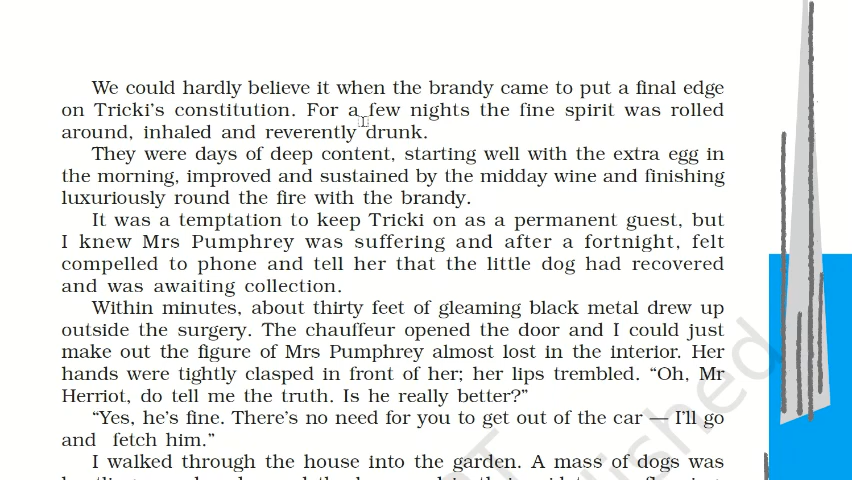 We could hardly believe it when the brandy came to put a final edge
on Tricki's constitution. For a few nights the fine spirit was rolled
around, inhaled and reverently drunk.
They were days of deep content, starting well with the extra egg in
the morning, improved and sustained by the midday wine and finishing
luxuriously round the fire with the brandy.
It was a temptation to keep Tricki on as a permanent guest, but
I knew Mrs Pumphrey was suffering and after a fortnight, felt
compelled to phone and tell her that the little dog had recovered
and was awaiting collection.
Within minutes, about thirty feet of gleaming black metal drew up
outside the surgery. The chauffeur opened the door and I could just
make out the figure of Mrs Pumphrey almost lost in the interior. Her
hands were tightly clasped in front of her; her lips trembled. “Oh, Mr
Herriot, do tell me the truth. Is he really better?”
“Yes, he's fine. There's no need for you to get out of the car — I'll go
and fetch him.”
I walked through the house into the garden. A mass of dogs was